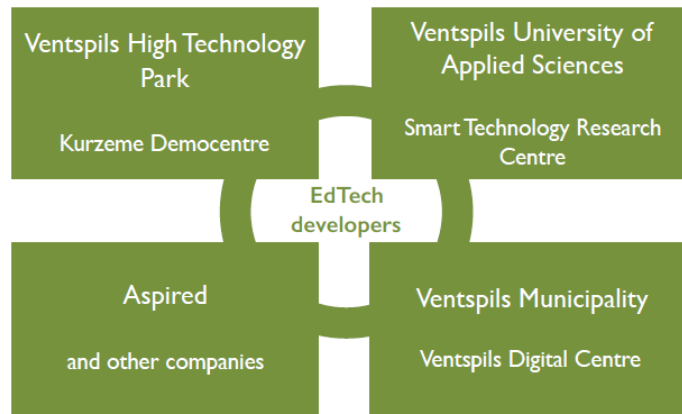 Ventspils High Technology
Park
Kurzeme Democentre
Ventspils University of
Applied Sciences
Smart Technology Research
Centre
EdTech
developers
Aspired
and other companies
Ventspils Municipality
Ventspils Digital Centre